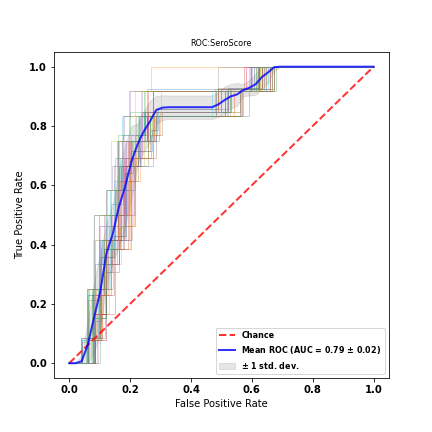 ROC:SeroScore
1.0
0.8
0.6
0.4
0.2
0.0
True Positive Rate
0.0 0.2 0.4 0.6 0.8 1.0
False Positive Rate
Chance
Mean ROC (AUC = 0.79 ± 0.02)
± 1 std. dev.